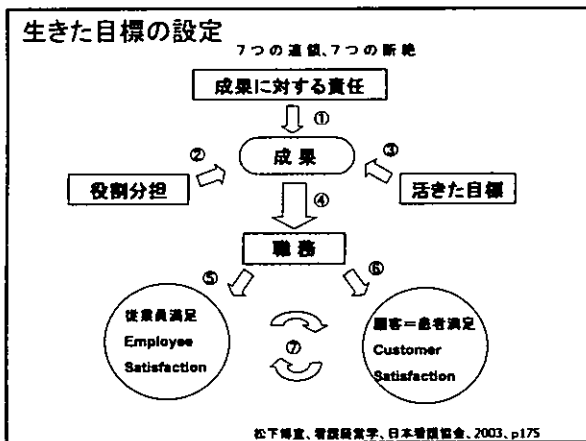 生きた目標の設定
7つの連鎖、7つの断絶
成果に対する責任
①
② 成果 ③
役割分担 活きた目標
④
職務
⑤ ⑥
従業員満足
Employee
Satisfaction
⑦
顧客=患者満足
Customer
Satisfaction
松下博宣、看護経営学、日本看護協会、2003、p175